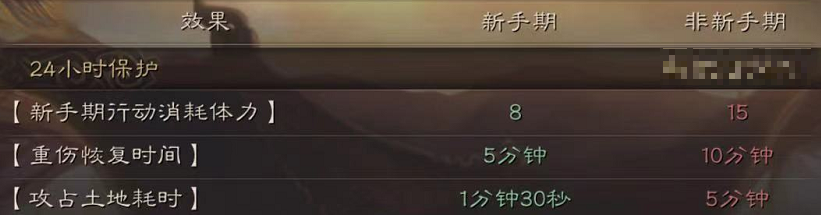 效果 新手期 非新手期
24小时保护
【新手期行动消耗体力】 8 15
【重伤恢复时间】 5分钟 10分钟
【攻占土地耗时】 1分钟30秒 5分钟